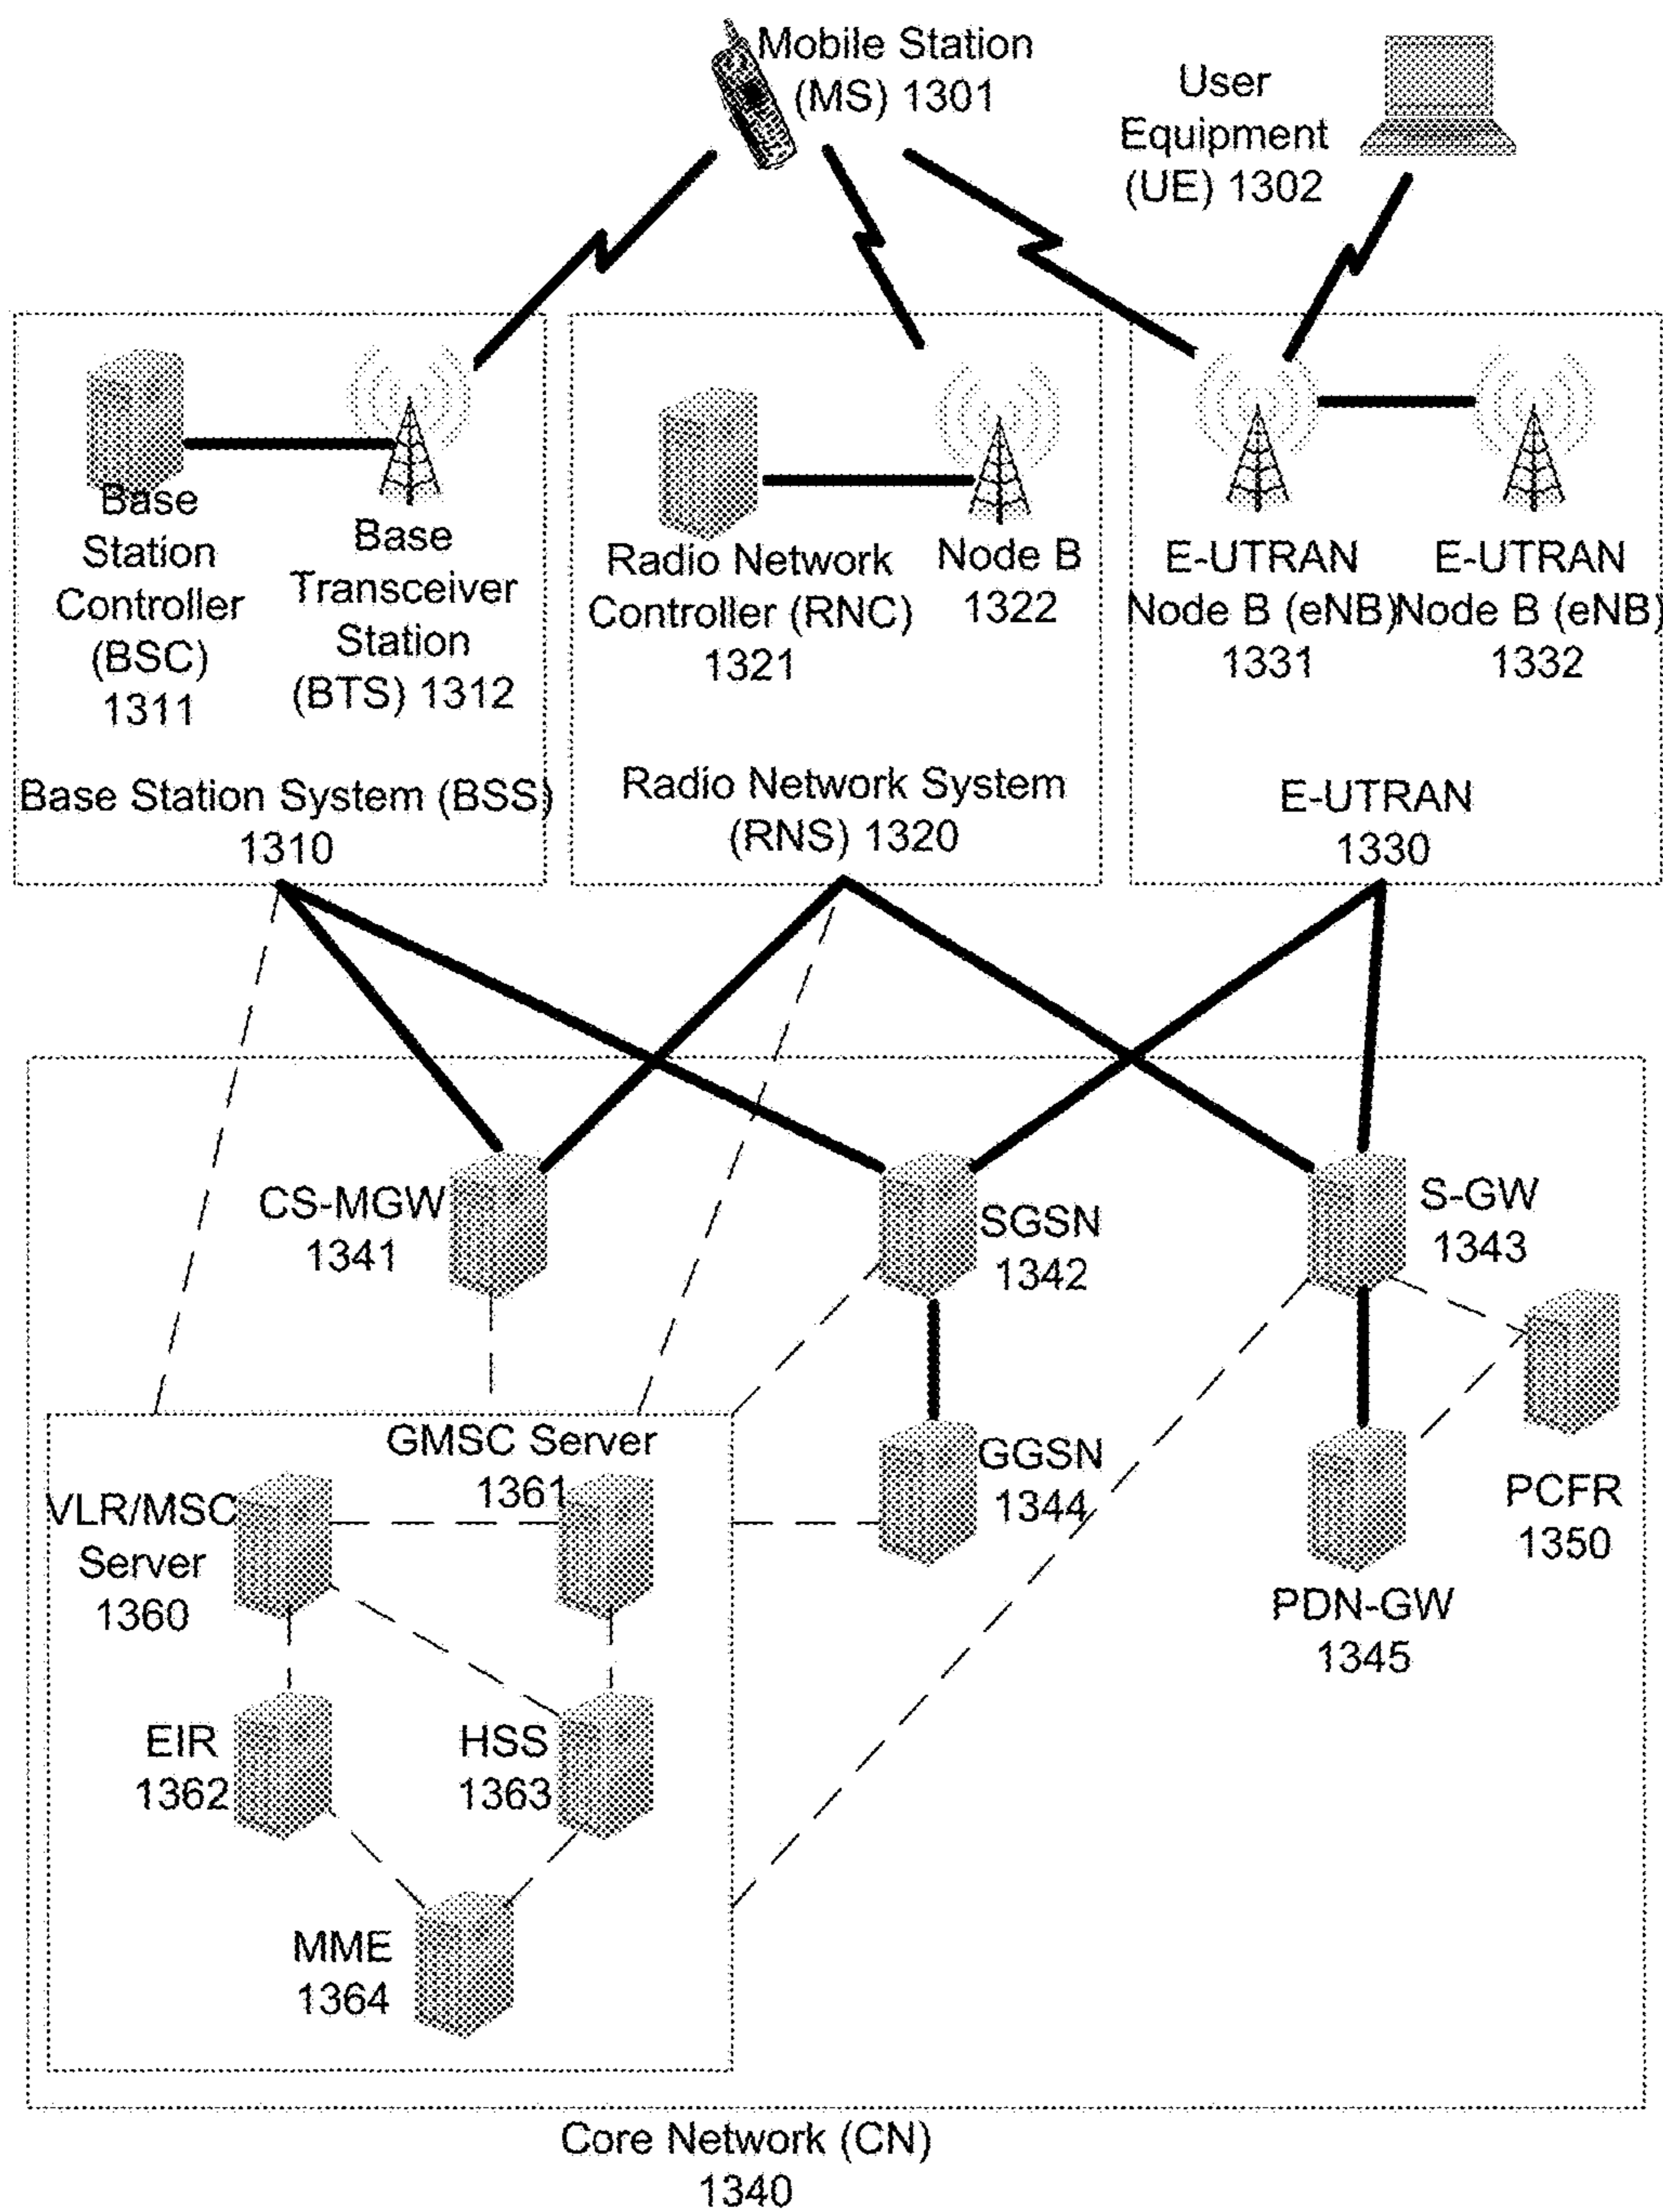 Mobile Station
(MS) 1301
User
Equipment
(UE) 1302
Base
Station
Controller
(BSC)
1311
Base
Transceiver
Station
(BTS) 1312
Base Station System (BSS)
1310
Radio Network
Controller (RNC)
1321
Node B
1322
Radio Network System
(RNS) 1320
E-UTRAN
Node B (eNB)
1331
E-UTRAN
Node B (eNB)
1332
E-UTRAN
1330
CS-MGW
1341
SGSN
1342
S-GW
1343
GMSC Server
1361
VLR/MSC
Server
1360
GGSN
1344
PCFR
1350
PDN-GW
1345
EIR
1362
HSS
1363
MME
1364
Core Network (CN)
1340